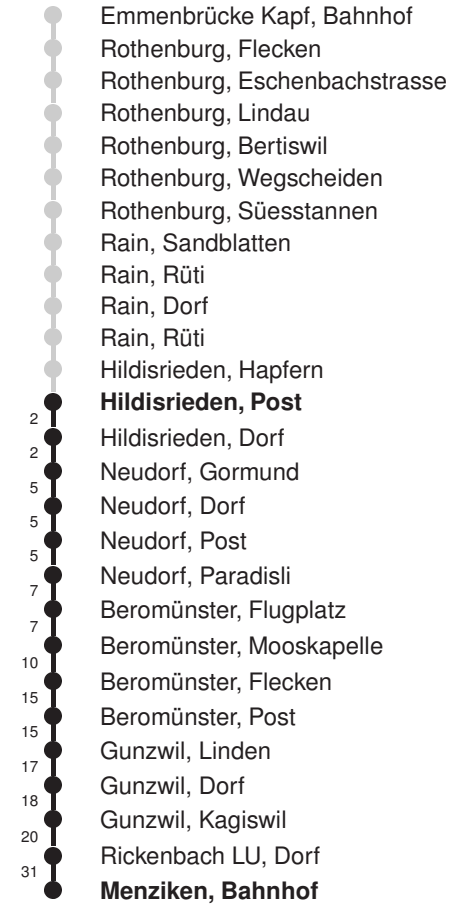 Emmenbrücke Kapf, Bahnhof
Rothenburg, Flecken
Rothenburg, Eschenbachstrasse
Rothenburg, Lindau
Rothenburg, Bertiswil
Rothenburg, Wegscheiden
Rothenburg, Süesstannen
Rain, Sandblatten
Rain, Rüti
Rain, Dorf
Rain, Rüti
Hildisrieden, Hapfern
Hildisrieden, Post
2
Hildisrieden, Dorf
2
Neudorf, Gormund
5
Neudorf, Dorf
5
Neudorf, Post
5
Neudorf, Paradisli
7
Beromünster, Flugplatz
7
Beromünster, Mooskapelle
10
Beromünster, Flecken
15
Beromünster, Post
15
Gunzwil, Linden
17
Gunzwil, Dorf
18
Gunzwil, Kagiswil
20
Rickenbach LU, Dorf
31
Menziken, Bahnhof